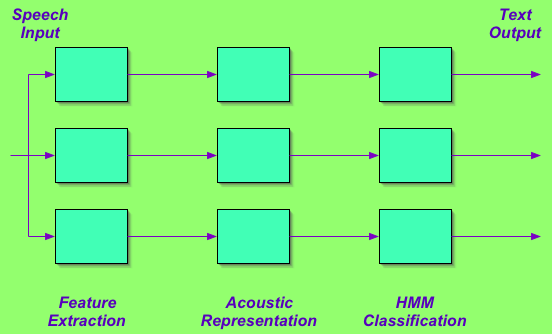 Speech
Input
Text
Output
Feature
Extraction
Acoustic
Representation
HMM
Classification